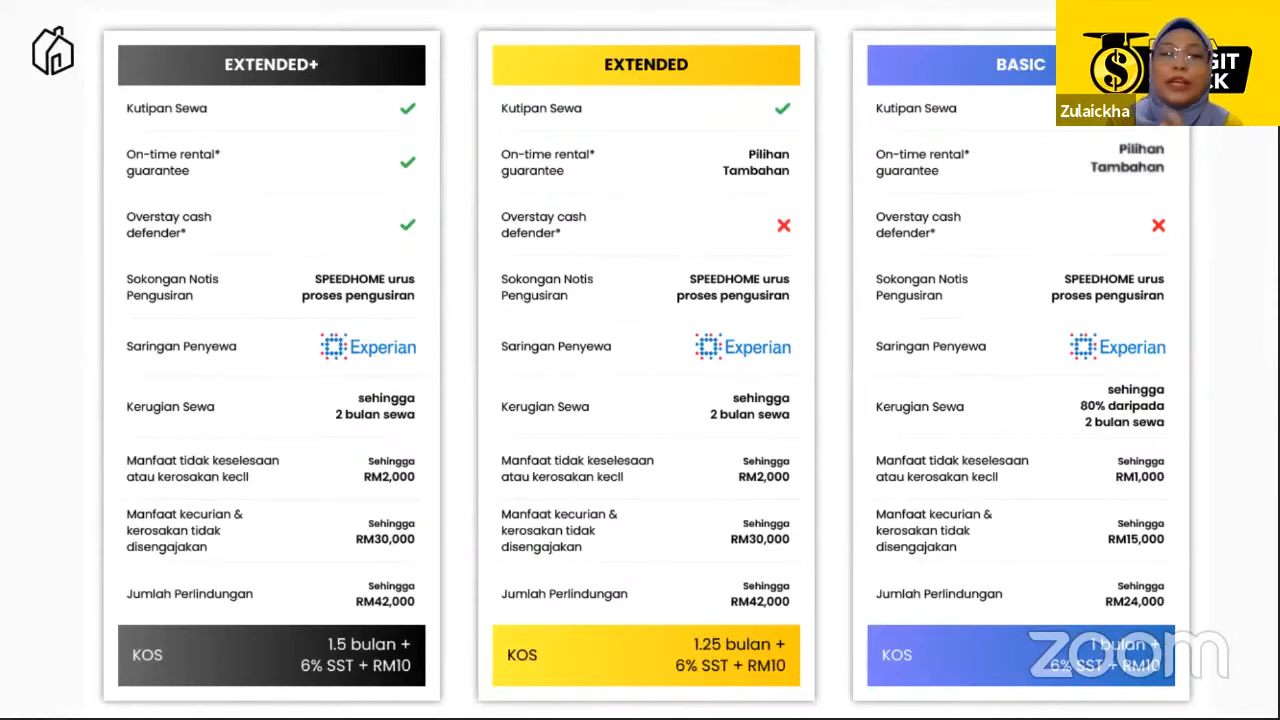 EXTENDED+
Kutipan Sewa
On-time rental*
guarantee
Overstay cash
defender*
Sokongan Notis
Pengusiran
SPEEDHOME urus
proses pengusiran
Saringan Penyewa
Experian
Kerugian Sewa
sehingga
2 bulan sewa
Manfaat tidak keselesaan
atau kerosakan kecil
Sehingga
RM2,000
Manfaat kecurian &
kerosakan tidak
disengajakan
Sehingga
RM30,000
Jumlah Perlindungan
Sehingga
RM42,000
KOS
1.5 bulan +
6% SST + RM10
EXTENDED
Kutipan Sewa
On-time rental*
guarantee
Pilihan
Tambahan
Overstay cash
defender*
Sokongan Notis
Pengusiran
SPEEDHOME urus
proses pengusiran
Saringan Penyewa
Experian
Kerugian Sewa
sehingga
2 bulan sewa
Manfaat tidak keselesaan
atau kerosakan kecil
Sehingga
RM2,000
Manfaat kecurian &
kerosakan tidak
disengajakan
Sehingga
RM30,000
Jumlah Perlindungan
Sehingga
RM42,000
KOS
1.25 bulan +
6% SST + RM10
BASIC
Kutipan Sewa
On-time rental*
guarantee
Pilihan
Tambahan
Overstay cash
defender*
Sokongan Notis
Pengusiran
SPEEDHOME urus
proses pengusiran
Saringan Penyewa
Experian
Kerugian Sewa
sehingga
80% daripada
2 bulan sewa
Manfaat tidak keselesaan
atau kerosakan kecil
Sehingga
RM1,000
Manfaat kecurian &
kerosakan tidak
disengajakan
Sehingga
RM15,000
Jumlah Perlindungan
Sehingga
RM24,000
KOS
1 bulan +
6% SST + RM10
Zulaickha
zoom